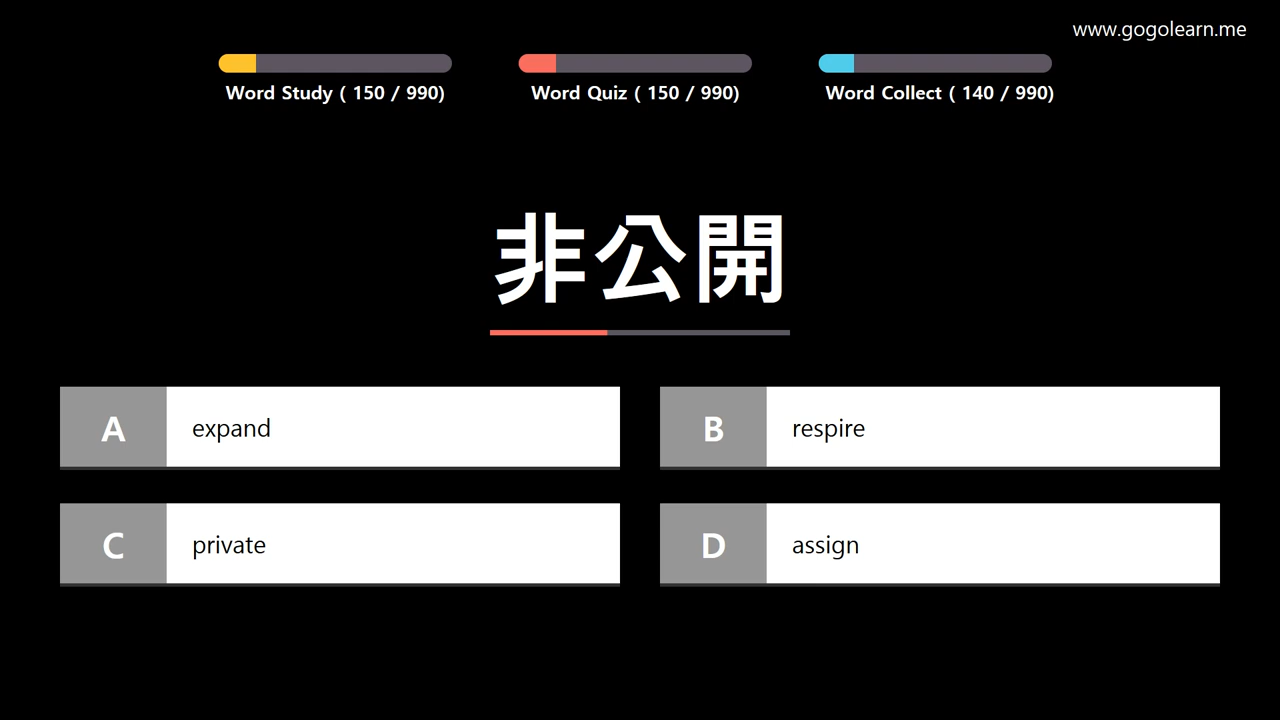 www.gogolearn.me
Word Study ( 150 / 990)
Word Quiz ( 150 / 990)
Word Collect ( 140 / 990)
非公開
A expand
B respire
C private
D assign